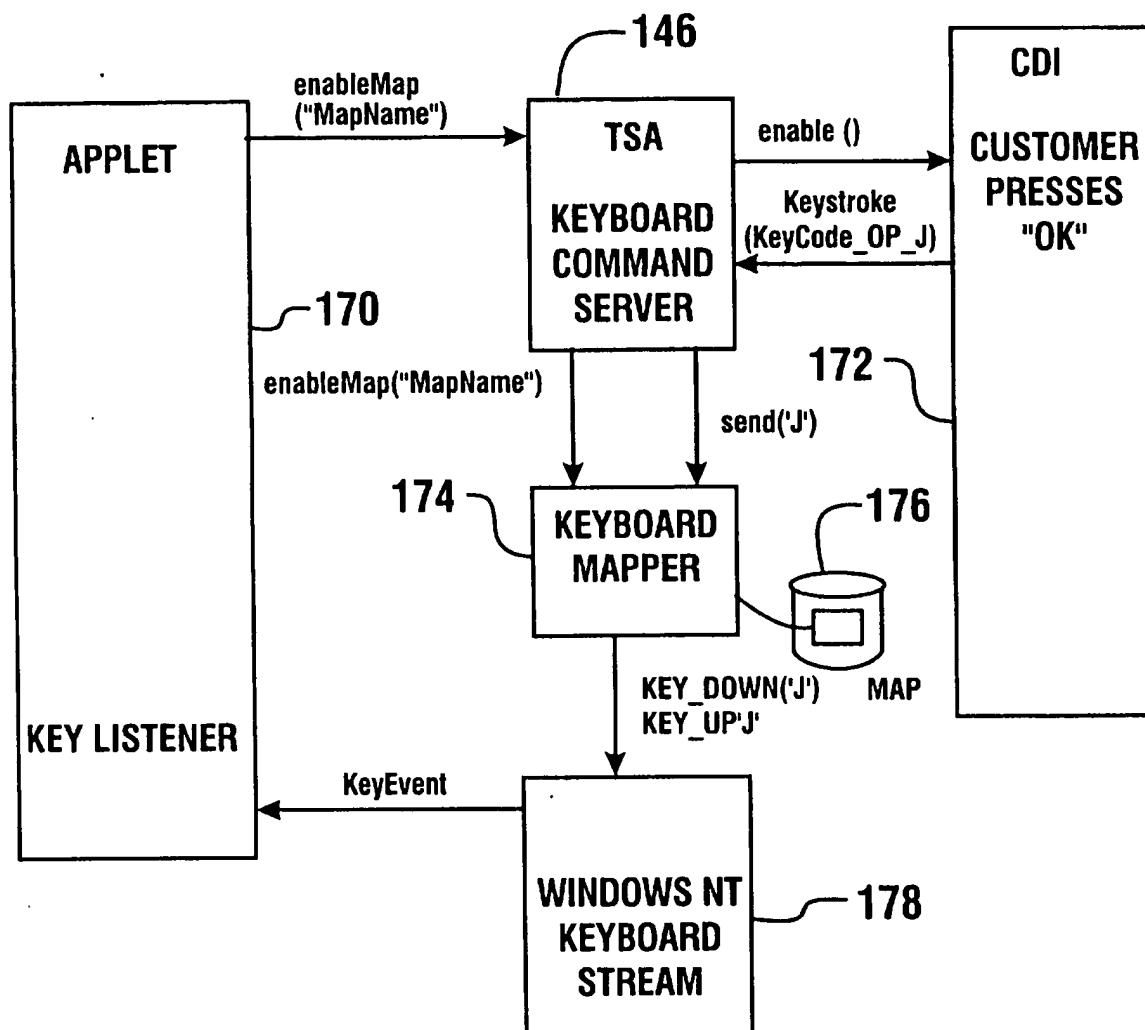 146
enableMap
("MapName")
APPLET
TSA
KEYBOARD
COMMAND
SERVER
enable ()
Keystroke
(KeyCode_OP_J)
CDI
CUSTOMER
PRESSES
"OK"
170
172
enableMap("MapName")
send('J')
174
KEYBOARD
MAPPER
176
MAP
KEY_DOWN('J')
KEY_UP'J'
KEY LISTENER
KeyEvent
WINDOWS NT
KEYBOARD
STREAM
178